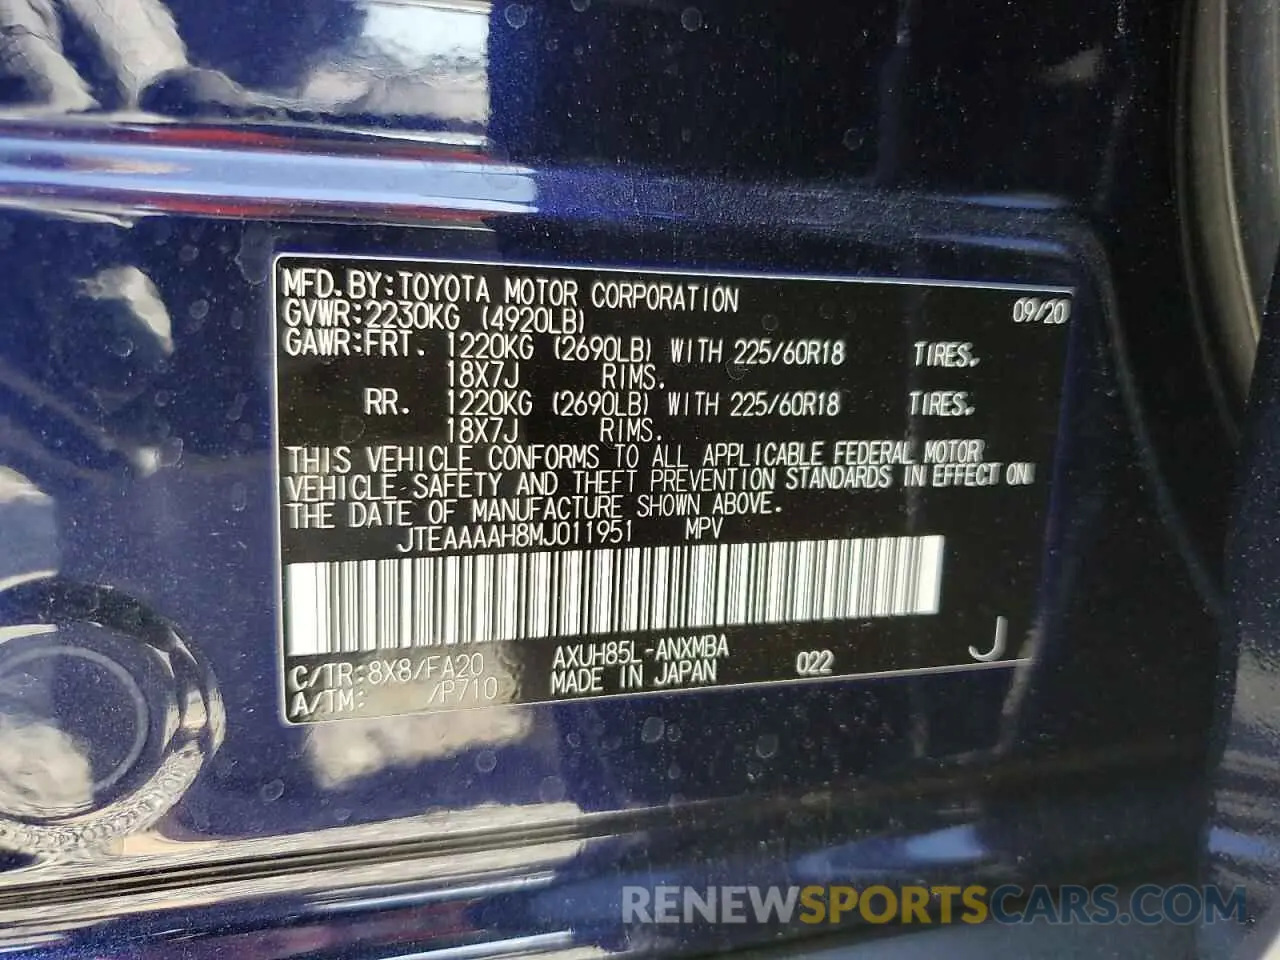 MFD. BY:TOYOTA MOTOR CORPORATION 09/20
GVWR:2230KG (4920LB)
GAWR:FRT. 1220KG (2690LB) WITH 225/60R18 TIRES.
18X7J RIMS.
RR. 1220KG (2690LB) WITH 225/60R18 TIRES.
18X7J RIMS.
THIS VEHICLE CONFORMS TO ALL APPLICABLE FEDERAL MOTOR
VEHICLE SAFETY AND THEFT PREVENTION STANDARDS IN EFFECT ON
THE DATE OF MANUFACTURE SHOWN ABOVE.
JTEAAAAH8MJ011951 MPV
C/TR:8X8/FA20 AXUH85L-ANXMBA 022 J
A/TM: /P710 MADE IN JAPAN
RENEWSPORTSCARS.COM